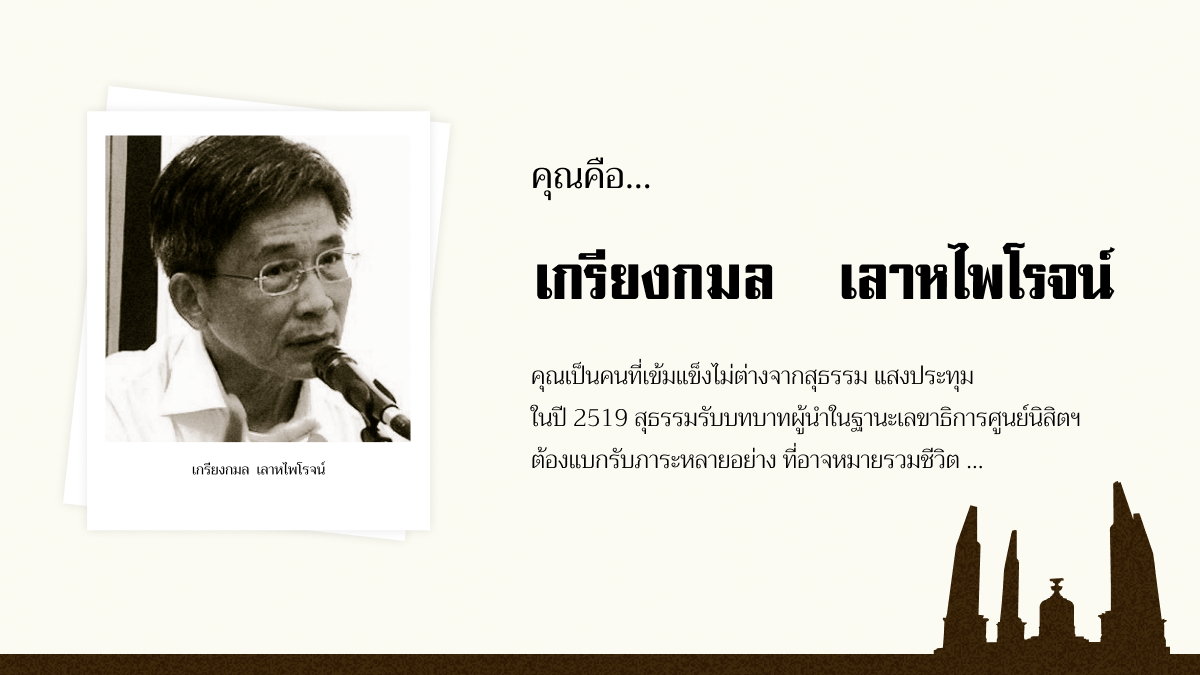 คุณคือ...
เกรียงกมล เลาหไพโรจน์
คุณเป็นคนที่เข้มแข็งไม่ต่างจากสุธรรม แสงประทุม
ในปี 2519 สุธรรมรับบทบาทผู้นำในฐานะเลขาธิการศูนย์นิสิตฯ
ต้องแบกรับภาระหลายอย่าง ที่อาจหมายรวมชีวิต ...
เกรียงกมล เลาหไพโรจน์